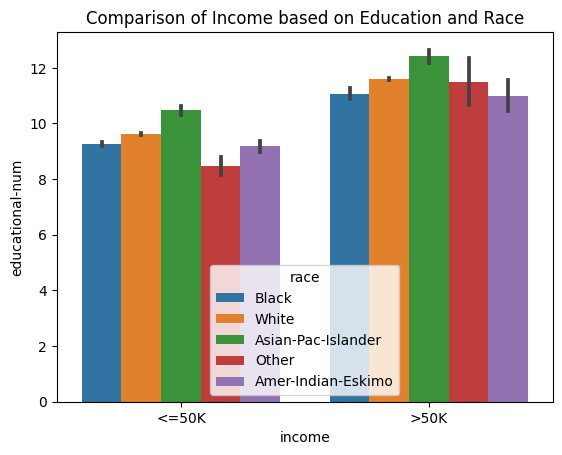 Comparison of Income based on Education and Race
educational-num
12
10
8
6
4
2
0
race
Black
White
Asian-Pac-Islander
Other
Amer-Indian-Eskimo
<=50K
>50K
income